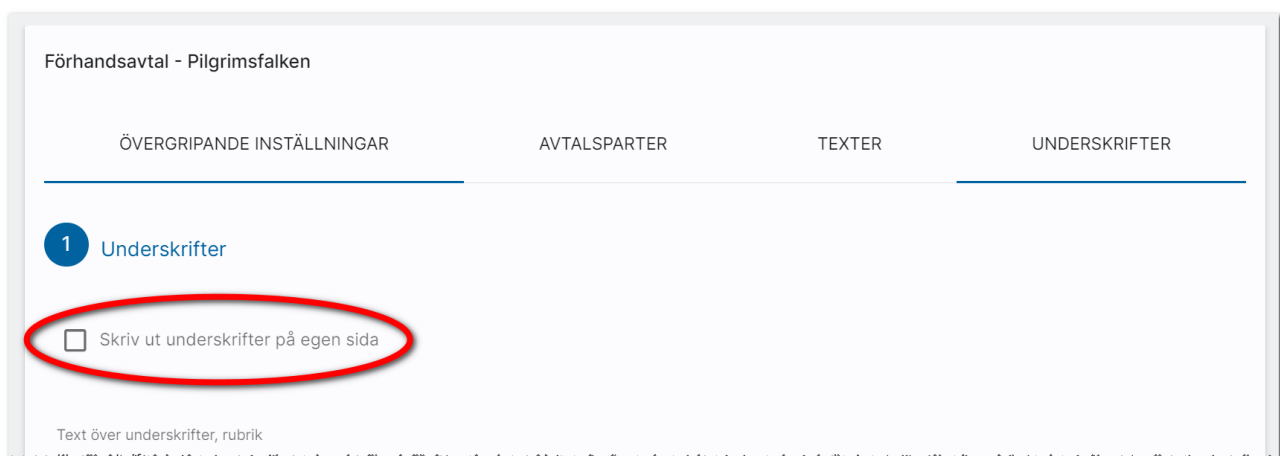 Förhandsavtal - Pilgrimsfalken
ÖVERGRIPANDE INSTÄLLNINGAR AVTALSPARTER TEXTER UNDERSKRIFTER
1 Underskrifter
Skriv ut underskrifter på egen sida
Text över underskrifter, rubrik